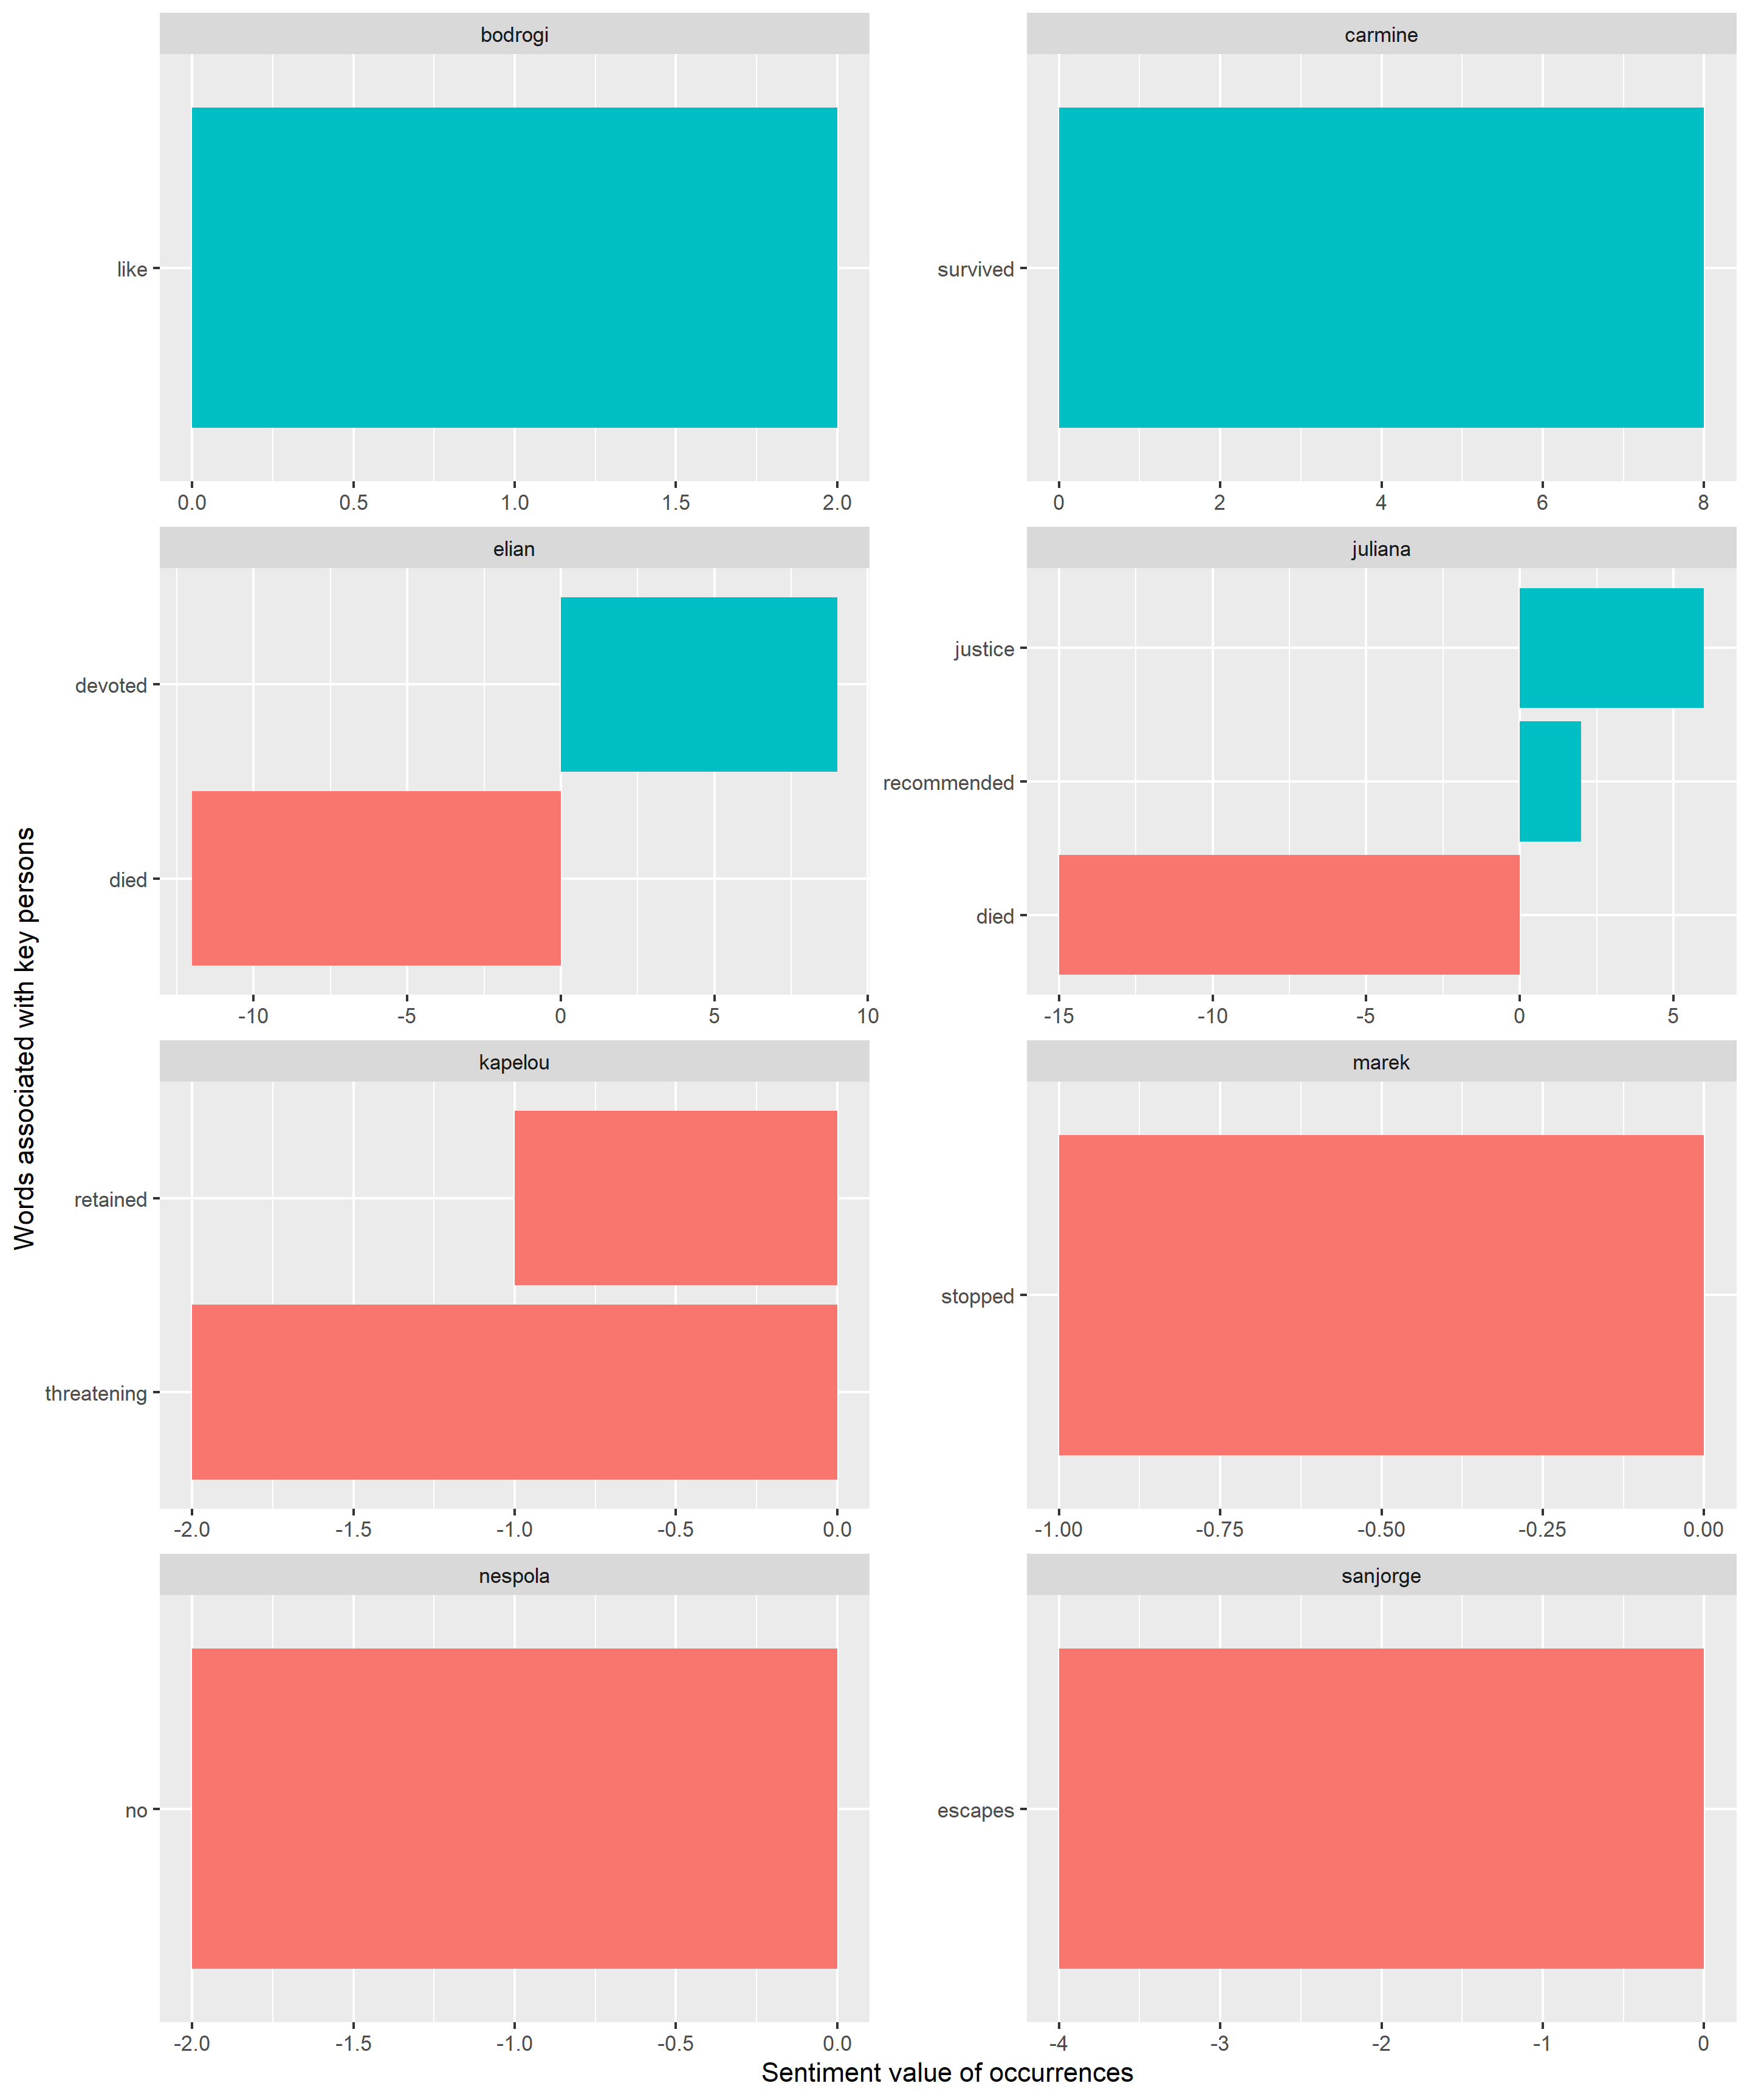 bodrogi
like
0.0 0.5 1.0 1.5 2.0
carmine
survived
0 2 4 6 8
elian
devoted
died
-10 -5 0 5 10
juliana
justice
recommended
died
-15 -10 -5 0 5
kapelou
retained
threatening
-2.0 -1.5 -1.0 -0.5 0.0
marek
stopped
-1.00 -0.75 -0.50 -0.25 0.00
nespola
no
-2.0 -1.5 -1.0 -0.5 0.0
sanjorge
escapes
-4 -3 -2 -1 0
Words associated with key persons
Sentiment value of occurrences